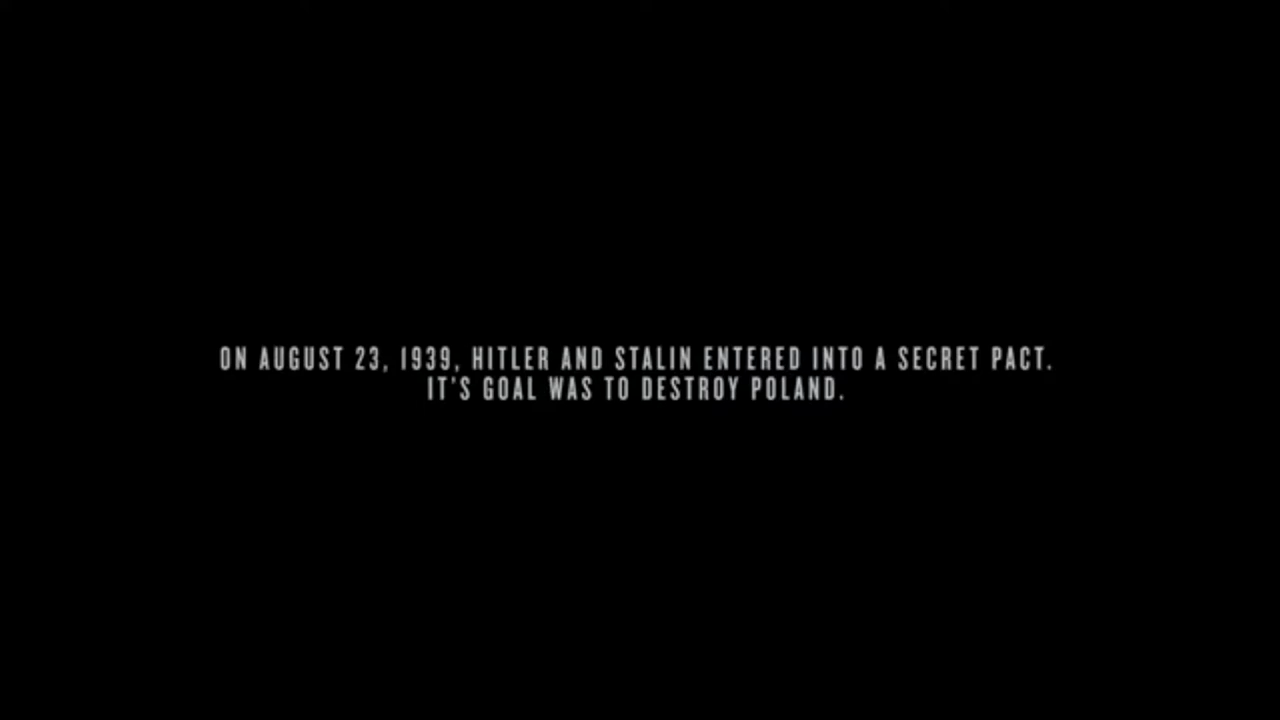 ON AUGUST 23, 1939, HITLER AND STALIN ENTERED INTO A SECRET PACT.
IT'S GOAL WAS TO DESTROY POLAND.